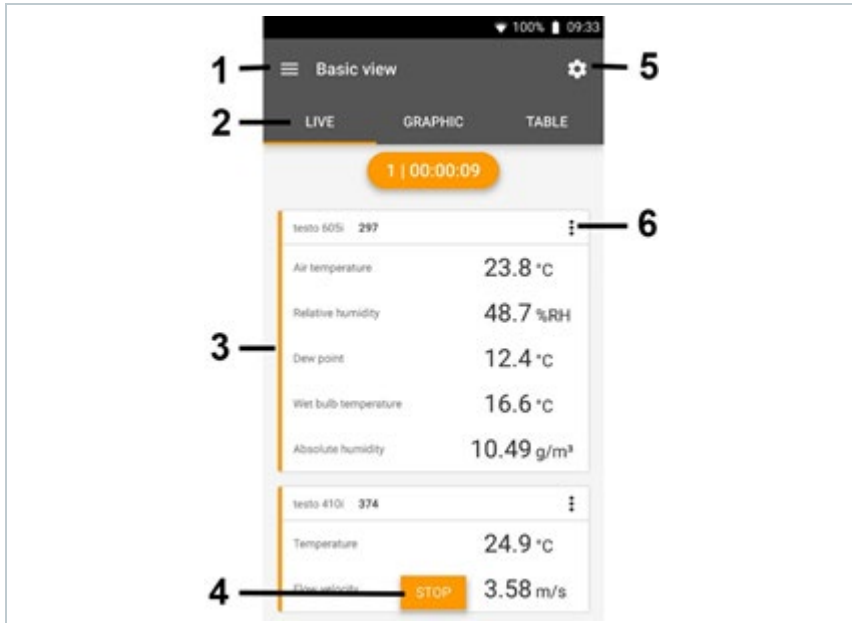 100% 09:33
1 Basic view 5
2 LIVE GRAPHIC TABLE
1 | 00:00:09
testo 605i 297 6
Air temperature 23.8 °C
Relative humidity 48.7 %RH
3
Dew point 12.4 °C
Wet bulb temperature 16.6 °C
Absolute humidity 10.49 g/m³
testo 410i 374
Temperature 24.9 °C
4 Flow velocity STOP 3.58 m/s